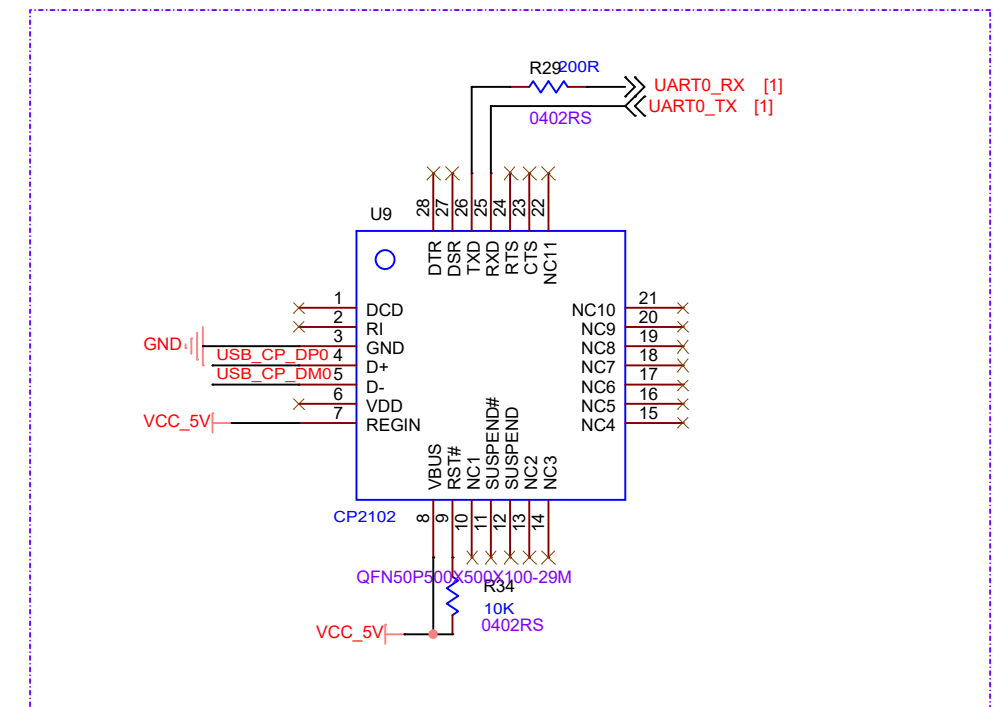 R29 200R
UART0_RX [1]
UART0_TX [1]
0402RS
U9
28
27
26
25
24
23
22
DTR
DSR
TXD
RXD
RTS
CTS
NC11
1 DCD
2 RI
GND 3 GND
USB_CP_DP0 4 D+
USB_CP_DM0 5 D-
6 VDD
VCC_5V 7 REGIN
NC10 21
NC9 20
NC8 19
NC7 18
NC6 17
NC5 16
NC4 15
VBUS
RST#
NC1
SUSPEND#
SUSPEND
NC2
NC3
CP2102
8
9
10
11
12
13
14
QFN50P500X500X100-29M
R34
10K
0402RS
VCC_5V